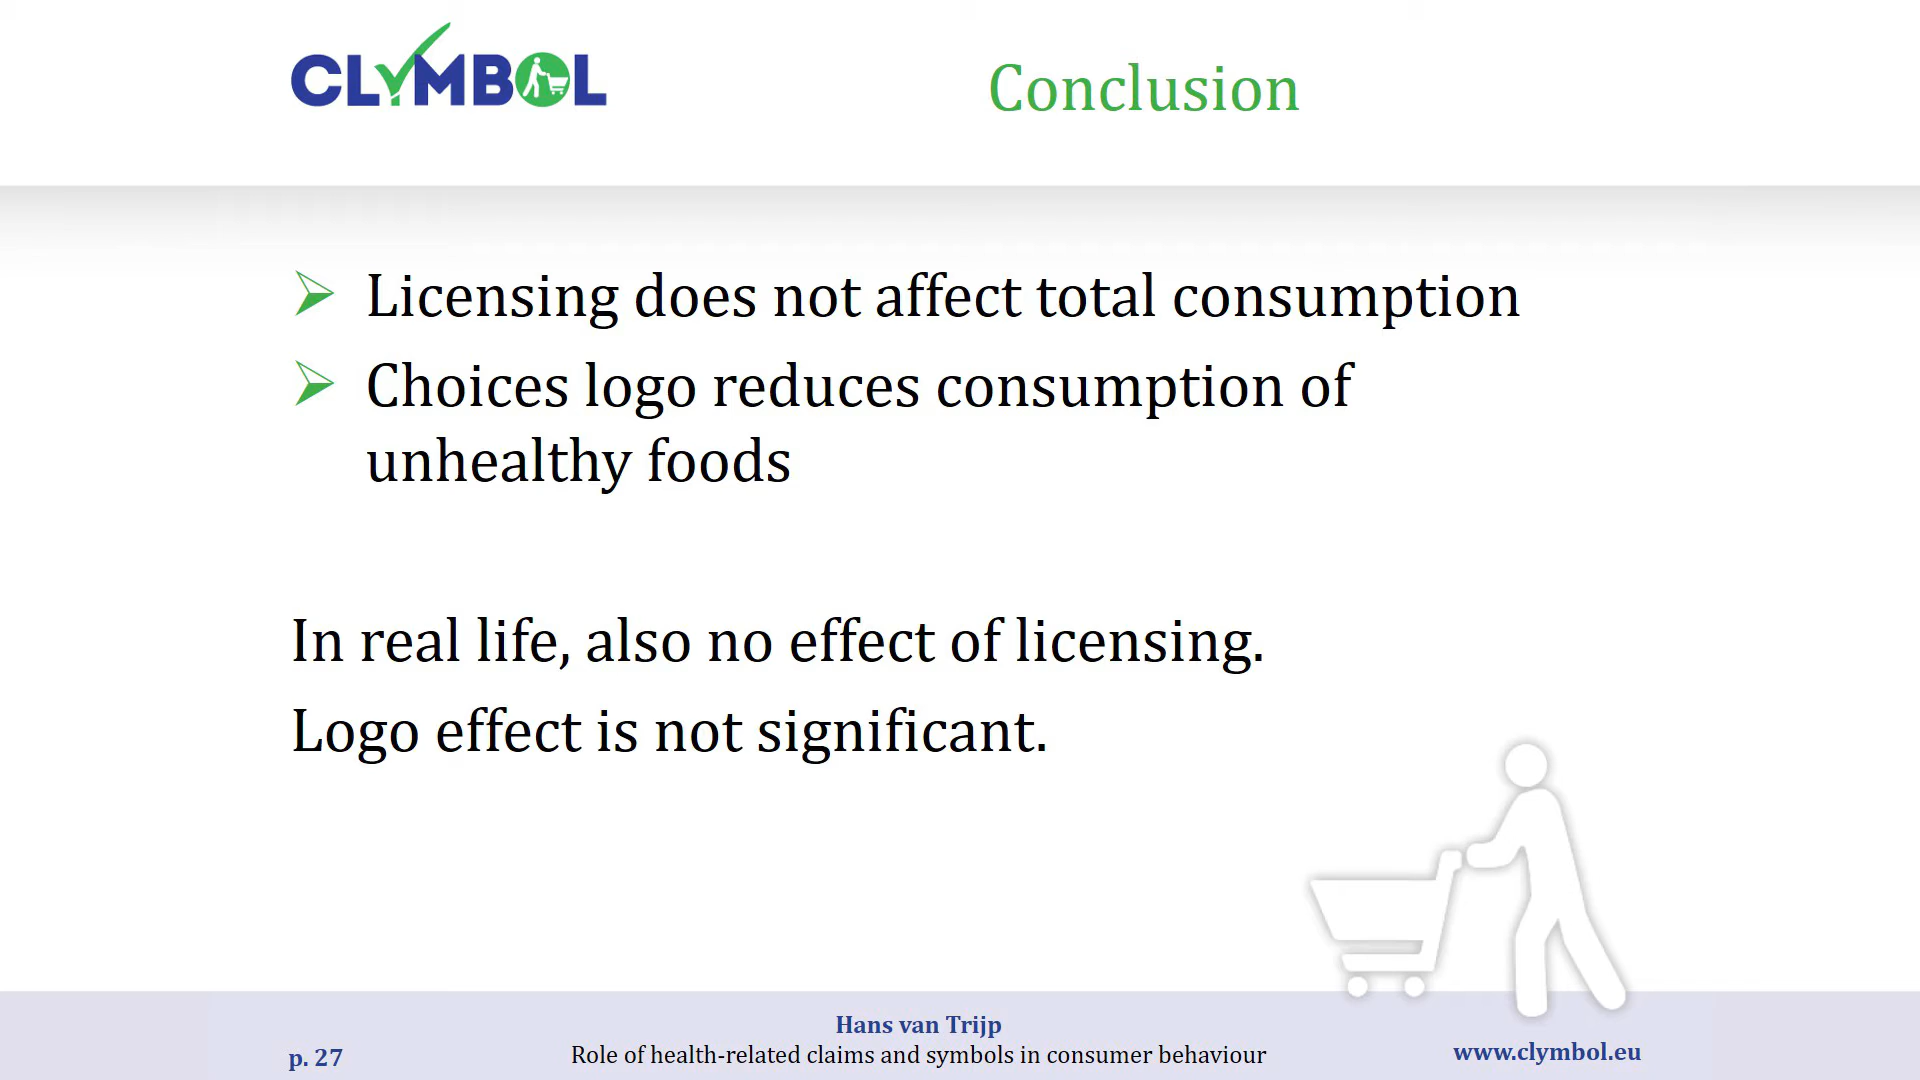 CLYMBOL
Conclusion
Licensing does not affect total consumption
Choices logo reduces consumption of
unhealthy foods
In real life, also no effect of licensing.
Logo effect is not significant.
Hans van Trijp
p. 27
Role of health-related claims and symbols in consumer behaviour
www.clymbol.eu